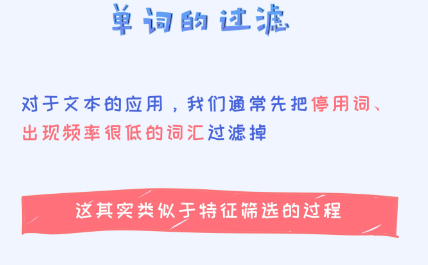 单词的过滤
对于文本的应用，我们通常先把停用词、
出现频率很低的词汇过滤掉
这其实类似于特征筛选的过程